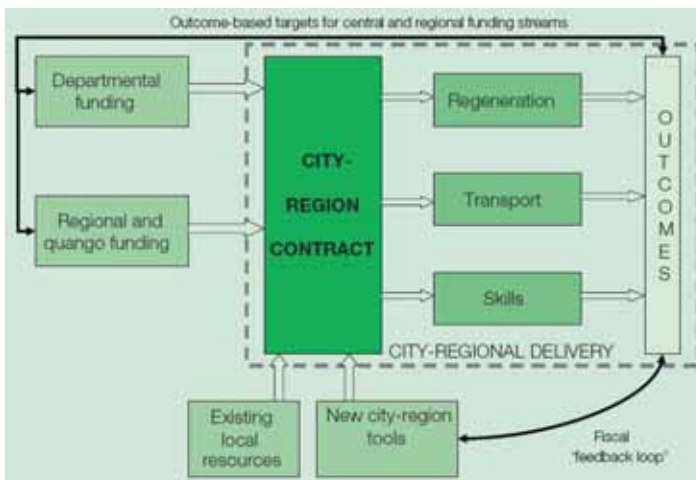 Outcome-based targets for central and regional funding streams
Departmental
funding
Regional and
quango funding
CITY-
REGION
CONTRACT
Regeneration
Transport
Skills
OUTCOMES
CITY-REGIONAL DELIVERY
Existing
local
resources
New city-region
tools
Fiscal
"feedback loop"